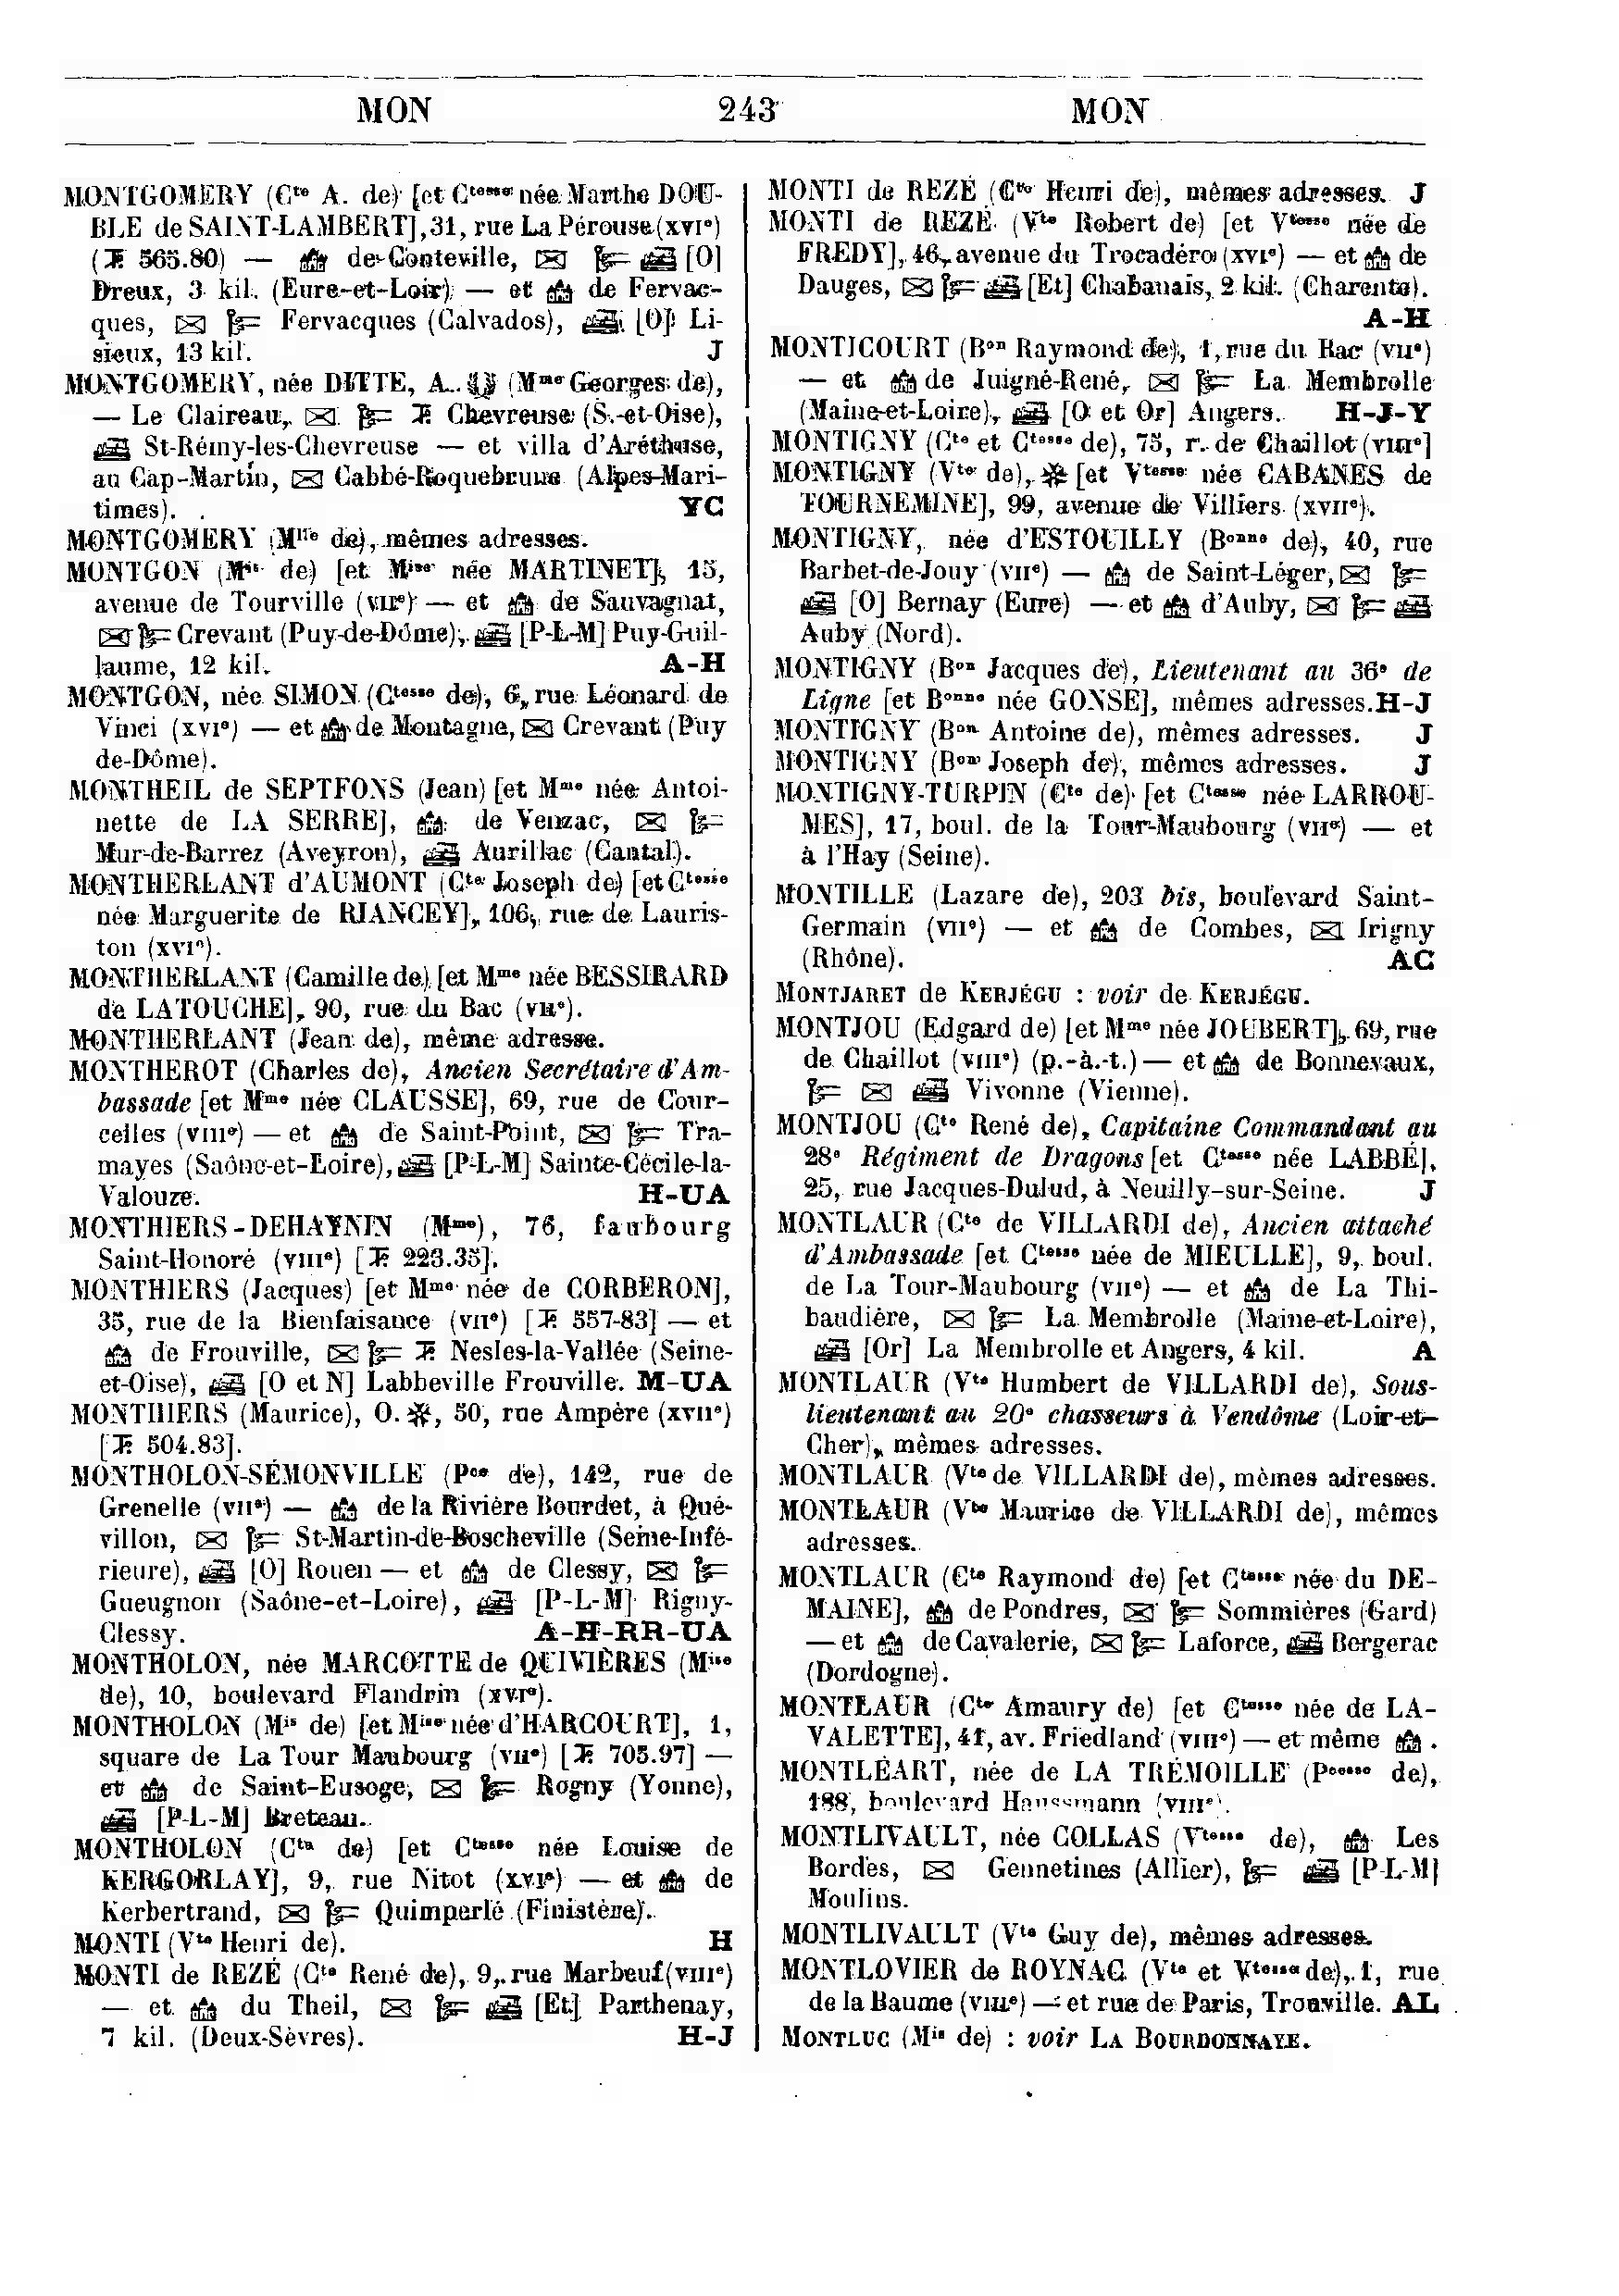 MON 243 MON
MONTGOMERY (Cte A. de) [et Ctesse née Marthe DOU-
BLE de SAINT-LAMBERT], 31, rue La Pérouse (XVIe)
(T. 565.80) — de Conteville, [O]
Dreux, 3 kil. (Eure-et-Loir) — et de Fervac-
ques, Fervacques (Calvados), [O] Li-
sieux, 13 kil. J
MONTGOMERY, née DITTE, A. (Mme Georges de),
— Le Claireau, T. Chevreuse (S.-et-Oise),
St-Rémy-les-Chevreuse — et villa d'Aréthuse,
au Cap-Martin, Cabbé-Roquebrune (Alpes-Mari-
times). YC
MONTGOMERY (Mlle de), mêmes adresses.
MONTGON (Mis de) [et Mise née MARTINET], 15,
avenue de Tourville (VIIe) — et de Sauvagnat,
Crevant (Puy-de-Dôme), [P-L-M] Puy-Guil-
laume, 12 kil. A-H
MONTGON, née SIMON (Ctesse de), 6, rue Léonard de
Vinci (XVIe) — et de Montagne, Crevant (Puy
de-Dôme).
MONTHEIL de SEPTFONS (Jean) [et Mme née Antoi-
nette de LA SERRE], de Venzac,
Mur-de-Barrez (Aveyron), Aurillac (Cantal).
MONTHERLANT d'AUMONT (Cte Joseph de) [et Ctesse
née Marguerite de RIANCEY], 106, rue de Lauris-
ton (XVIe).
MONTHERLANT (Camille de) [et Mme née BESSIRARD
de LATOUCHE], 90, rue du Bac (VIIe).
MONTHERLANT (Jean de), même adresse.
MONTHEROT (Charles de), Ancien Secrétaire d'Am-
bassade [et Mme née CLAUSSE], 69, rue de Cour-
celles (VIIIe) — et de Saint-Point, Tra-
mayes (Saône-et-Loire), [P-L-M] Sainte-Cécile-la-
Valouze. H-UA
MONTHIERS-DEHAYNIN (Mme), 76, faubourg
Saint-Honoré (VIIIe) [T. 223.35].
MONTHIERS (Jacques) [et Mme née de CORBERON],
35, rue de la Bienfaisance (VIIe) [T. 557-83] — et
de Frouville, T. Nesles-la-Vallée (Seine-
et-Oise), [O et N] Labbeville Frouville. M-UA
MONTHIERS (Maurice), O. ✻, 50, rue Ampère (XVIIe)
[T. 504.83].
MONTHOLON-SÉMONVILLE (Pce de), 142, rue de
Grenelle (VIIe) — de la Rivière Bourdet, à Qué-
villon, St-Martin-de-Boscheville (Seine-Infé-
rieure), [O] Rouen — et de Clessy,
Gueugnon (Saône-et-Loire), [P-L-M] Rigny-
Clessy. A-H-RR-UA
MONTHOLON, née MARCOTTE de QUIVIÈRES (Mise
de), 10, boulevard Flandrin (XVIe).
MONTHOLON (Mis de) [et Mise née d'HARCOURT], 1,
square de La Tour Maubourg (VIIe) [T. 705.97] —
et de Saint-Eusoge, Rogny (Yonne),
[P-L-M] Breteau.
MONTHOLON (Cte de) [et Ctesse née Louise de
KERGORLAY], 9, rue Nitot (XVIe) — et de
Kerbertrand, Quimperlé (Finistère).
MONTI (Vte Henri de). H
MONTI de REZÉ (Cte René de), 9, rue Marbeuf (VIIIe)
— et du Theil, [Et] Parthenay,
7 kil. (Deux-Sèvres). H-J
MONTI de REZÉ (Cte Henri de), mêmes adresses. J
MONTI de REZÉ (Vte Robert de) [et Vtesse née de
FREDY], 46, avenue du Trocadéro (XVIe) — et de
Dauges, [Et] Chabanais, 2 kil. (Charente).
A-H
MONTICOURT (Bon Raymond de), 1, rue du Bac (VIIe)
— et de Juigné-René, La Membrolle
(Maine-et-Loire), [O et Or] Angers. H-J-Y
MONTIGNY (Cte et Ctesse de), 75, r. de Chaillot (VIIIe]
MONTIGNY (Vte de), ✻ [et Vtesse née CABANES de
TOURNEMINE], 99, avenue de Villiers (XVIIe).
MONTIGNY, née d'ESTOUILLY (Bonne de), 40, rue
Barbet-de-Jouy (VIIe) — de Saint-Léger,
[O] Bernay (Eure) — et d'Auby,
Auby (Nord).
MONTIGNY (Bon Jacques de), Lieutenant au 36e de
Ligne [et Bonne née GONSE], mêmes adresses. H-J
MONTIGNY (Bon Antoine de), mêmes adresses. J
MONTIGNY (Bon Joseph de), mêmes adresses. J
MONTIGNY-TURPIN (Cte de) [et Ctesse née LARROU-
MES], 17, boul. de la Tour-Maubourg (VIIe) — et
à l'Hay (Seine).
MONTILLE (Lazare de), 203 bis, boulevard Saint-
Germain (VIIe) — et de Combes, Irigny
(Rhône). AC
MONTJARET de KERJÉGU : voir de KERJÉGU.
MONTJOU (Edgard de) [et Mme née JOUBERT], 69, rue
de Chaillot (VIIIe) (p.-à.-t.) — et de Bonnevaux,
Vivonne (Vienne).
MONTJOU (Cte René de), Capitaine Commandant au
28e Régiment de Dragons [et Ctesse née LABBÉ],
25, rue Jacques-Dulud, à Neuilly-sur-Seine. J
MONTLAUR (Cte de VILLARDI de), Ancien attaché
d'Ambassade [et Ctesse née de MIEULLE], 9, boul.
de La Tour-Maubourg (VIIe) — et de La Thi-
baudière, La Membrolle (Maine-et-Loire),
[Or] La Membrolle et Angers, 4 kil. A
MONTLAUR (Vte Humbert de VILLARDI de), Sous-
lieutenant au 20e chasseurs à Vendôme (Loir-et-
Cher), mêmes adresses.
MONTLAUR (Vte de VILLARDI de), mêmes adresses.
MONTLAUR (Vte Maurice de VILLARDI de), mêmes
adresses.
MONTLAUR (Cte Raymond de) [et Ctesse née du DE-
MAINE], de Pondres, Sommières (Gard)
— et de Cavalerie, Laforce, Bergerac
(Dordogne).
MONTLAUR (Cte Amaury de) [et Ctesse née de LA-
VALETTE], 41, av. Friedland (VIIIe) — et même .
MONTLÉART, née de LA TRÉMOILLE (Pcesse de),
188, boulevard Haussmann (VIIIe).
MONTLIVAULT, née COLLAS (Vtesse de), Les
Bordes, Gennetines (Allier), [P-L-M]
Moulins.
MONTLIVAULT (Vte Guy de), mêmes adresses.
MONTLOVIER de ROYNAC (Vte et Vtesse de), 1, rue
de la Baume (VIIIe) — et rue de Paris, Trouville. AL
MONTLUC (Mis de) : voir LA BOURDONNAYE.